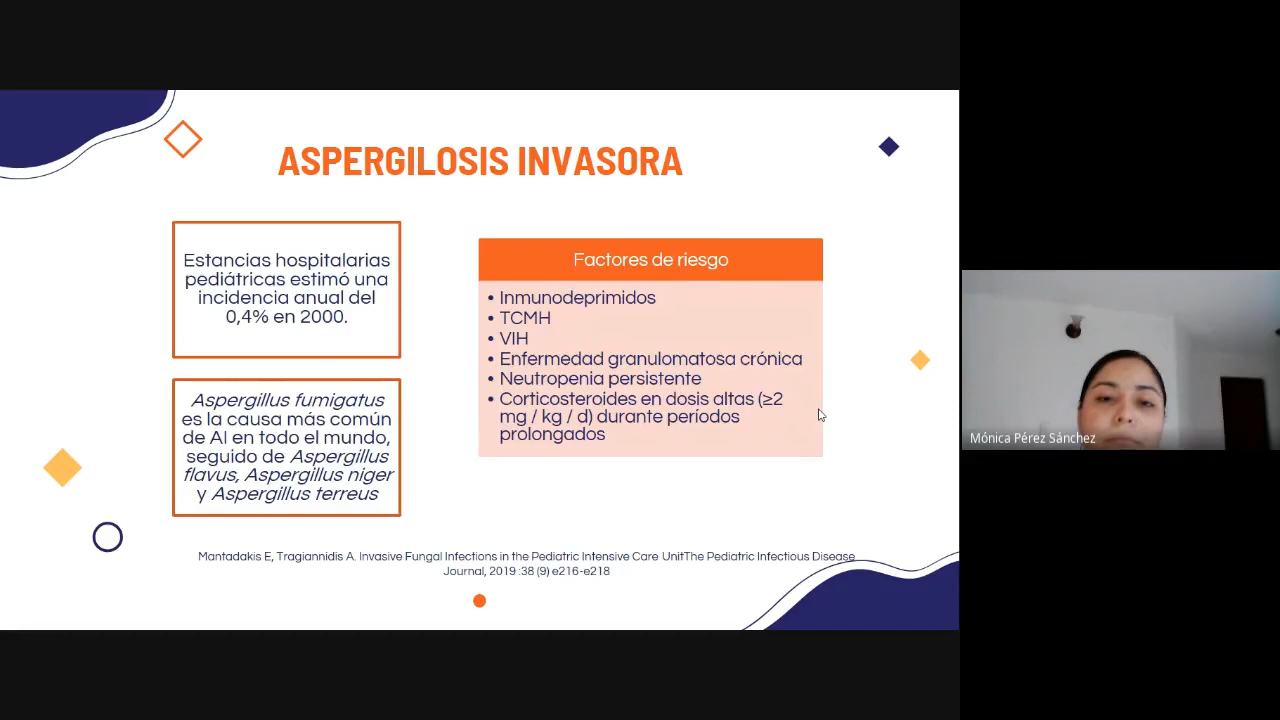 ASPERGILOSIS INVASORA
Estancias hospitalarias
pediátricas estimó una
incidencia anual del
0,4% en 2000.
Aspergillus fumigatus
es la causa más común
de AI en todo el mundo,
seguido de Aspergillus
flavus, Aspergillus niger
y Aspergillus terreus
Factores de riesgo
• Inmunodeprimidos
• TCMH
• VIH
• Enfermedad granulomatosa crónica
• Neutropenia persistente
• Corticosteroides en dosis altas (≥2
mg / kg / d) durante períodos
prolongados
Mantadakis E, Tragiannidis A. Invasive Fungal Infections in the Pediatric Intensive Care UnitThe Pediatric Infectious Disease
Journal, 2019 :38 (9) e216-e218
Mónica Pérez Sánchez